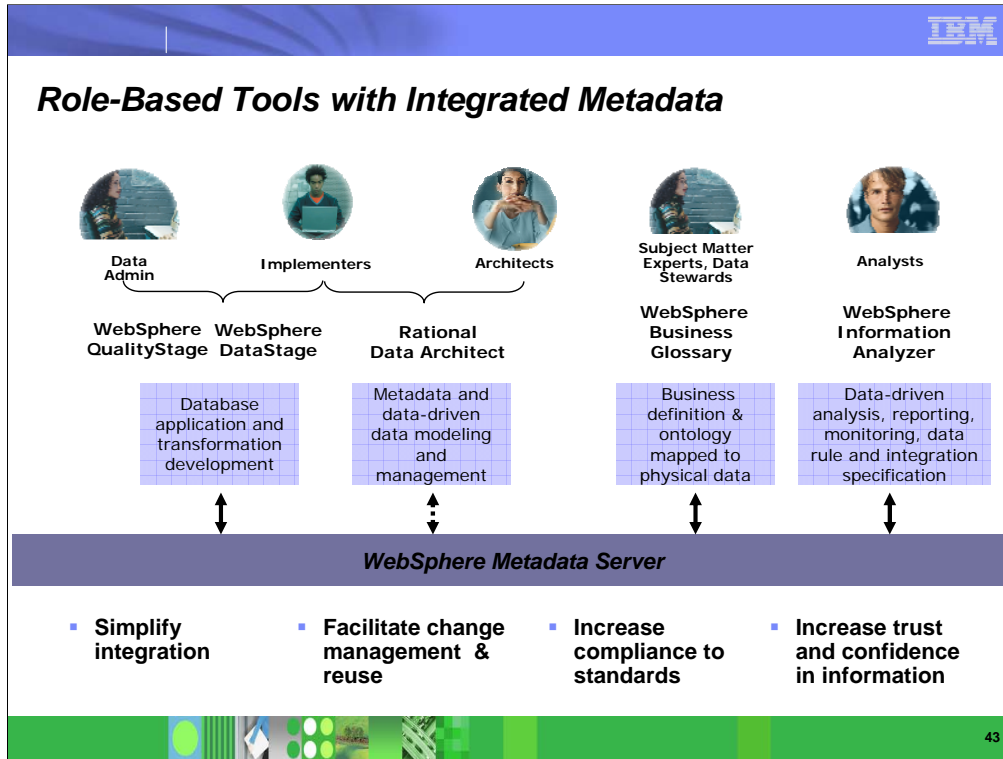 IBM
Role-Based Tools with Integrated Metadata
Data
Admin
Implementers
Architects
Subject Matter
Experts, Data
Stewards
Analysts
WebSphere
QualityStage
WebSphere
DataStage
Rational
Data Architect
WebSphere
Business
Glossary
WebSphere
Information
Analyzer
Database
application and
transformation
development
Metadata and
data-driven
data modeling
and
management
Business
definition &
ontology
mapped to
physical data
Data-driven
analysis, reporting,
monitoring, data
rule and integration
specification
WebSphere Metadata Server
▪ Simplify
integration
▪ Facilitate change
management &
reuse
▪ Increase
compliance to
standards
▪ Increase trust
and confidence
in information
43